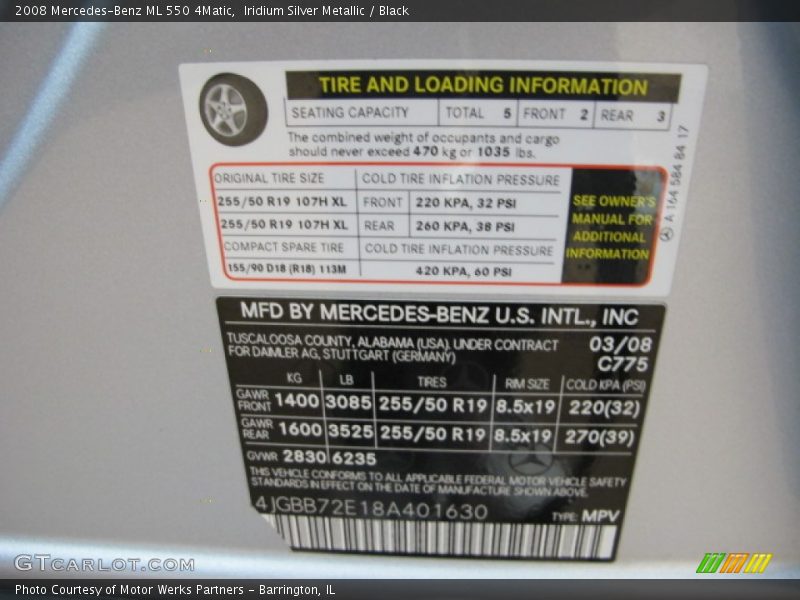 2008 Mercedes-Benz ML 550 4Matic,  Iridium Silver Metallic / Black
TIRE AND LOADING INFORMATION
SEATING CAPACITY TOTAL 5 FRONT 2 REAR 3
The combined weight of occupants and cargo
should never exceed 470 kg or 1035 lbs.
ORIGINAL TIRE SIZE COLD TIRE INFLATION PRESSURE
255/50 R19 107H XL FRONT 220 KPA, 32 PSI
255/50 R19 107H XL REAR 260 KPA, 38 PSI
COMPACT SPARE TIRE COLD TIRE INFLATION PRESSURE
155/90 D18 (R18) 113M 420 KPA, 60 PSI
SEE OWNER'S
MANUAL FOR
ADDITIONAL
INFORMATION
A 164 584 84 17
MFD BY MERCEDES-BENZ U.S. INTL., INC
TUSCALOOSA COUNTY, ALABAMA (USA), UNDER CONTRACT 03/08
FOR DAIMLER AG, STUTTGART (GERMANY) C775
KG LB TIRES RIM SIZE COLD KPA (PSI)
GAWR
FRONT 1400 3085 255/50 R19 8.5x19 220(32)
GAWR
REAR 1600 3525 255/50 R19 8.5x19 270(39)
GVWR 2830 6235
THIS VEHICLE CONFORMS TO ALL APPLICABLE FEDERAL MOTOR VEHICLE SAFETY
STANDARDS IN EFFECT ON THE DATE OF MANUFACTURE SHOWN ABOVE.
4JGBB72E18A401630 TYPE: MPV
GTCARLOT.COM
Photo Courtesy of Motor Werks Partners - Barrington, IL